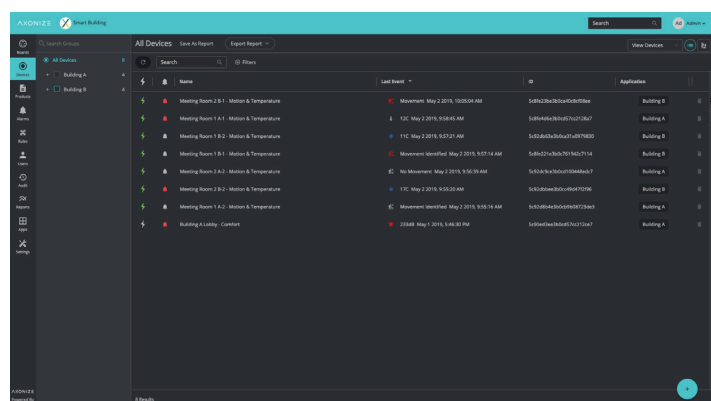 AXONIZE Smart Building Search Ad Admin
Boards
Search Groups
All Devices Save As Report Export Report View Devices
All Devices 8
Devices
Search Filters
Building A 4
Building B 4
Name Last Event ID Application
Products
Meeting Room 2 B-1 - Motion & Temperature Movement May 2 2019, 10:05:04 AM Building B
Alarms
Meeting Room 1 A-1 - Motion & Temperature 12C May 2 2019, 9:58:45 AM Building A
Rules
Meeting Room 1 B-2 - Motion & Temperature 11C May 2 2019, 9:57:21 AM Building B
Users
Meeting Room 1 B-1 - Motion & Temperature Movement Identified May 2 2019, 9:57:14 AM Building B
Meeting Room 2 A-2 - Motion & Temperature No Movement May 2 2019, 9:56:39 AM Building A
Audit
Meeting Room 2 B-2 - Motion & Temperature 17C May 2 2019, 9:55:20 AM Building B
Reports
Meeting Room 1 A-2 - Motion & Temperature Movement Identified May 2 2019, 9:55:16 AM Building A
Apps
Building A Lobby - Comfort May 1 2019, 5:46:30 PM Building A
Settings
+
AXONIZE
Powered By
8 Results